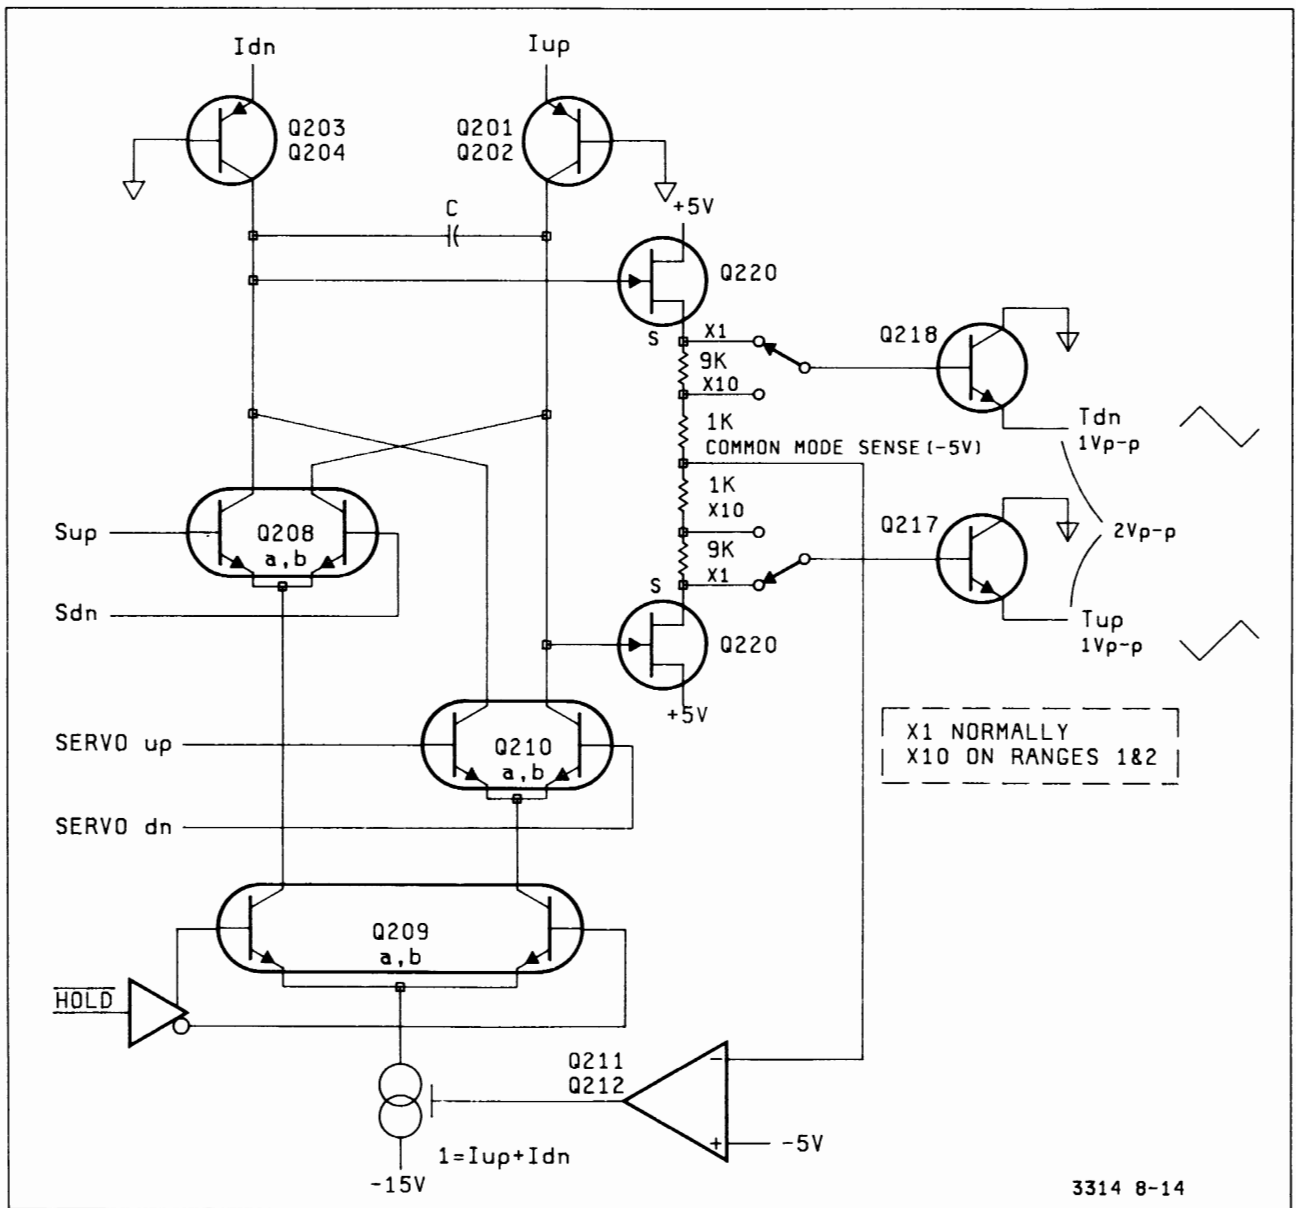 Idn
Iup
Q203
Q204
Q201
Q202
C
+5V
Q220
S
X1
9K
X10
1K
COMMON MODE SENSE (-5V)
1K
X10
9K
X1
S
Q220
+5V
Q218
Tdn
1Vp-p
2Vp-p
Q217
Tup
1Vp-p
Sup
Q208
a,b
Sdn
SERVO up
Q210
a,b
SERVO dn
X1 NORMALLY
X10 ON RANGES 1&2
Q209
a,b
HOLD
Q211
Q212
-
+
-5V
1=Iup+Idn
-15V
3314 8-14